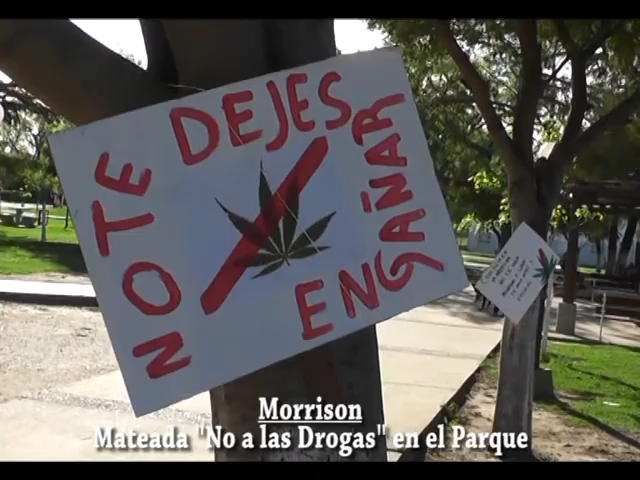 NO TE DEJES ENGAÑAR
Morrison
Mateada "No a las Drogas" en el Parque